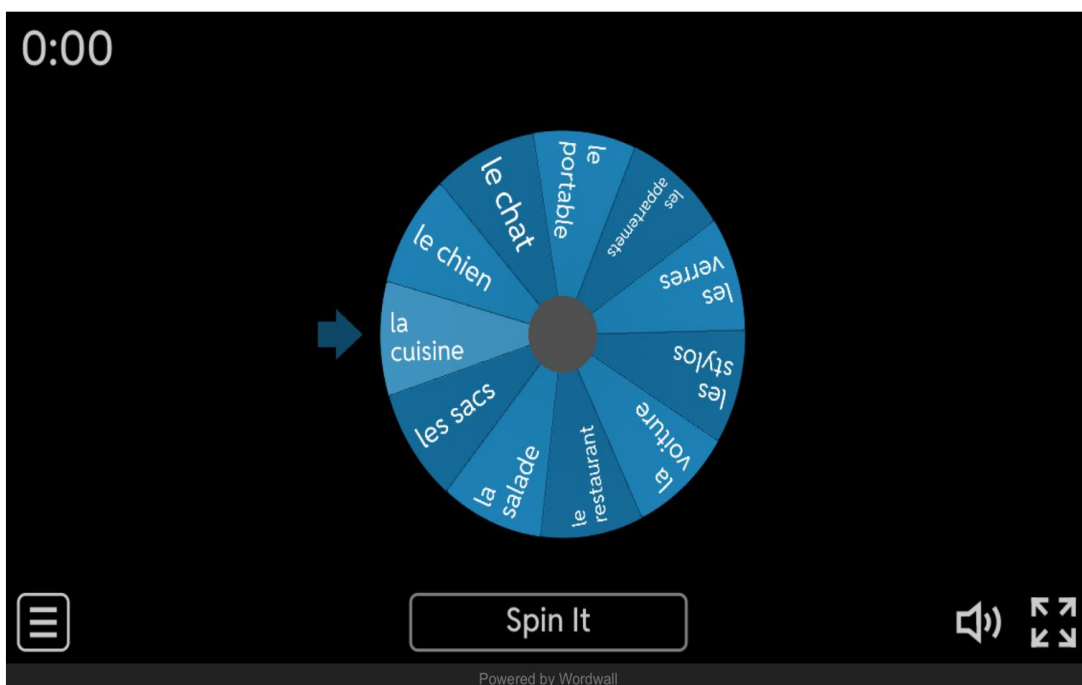 0:00
le
portable
les
appartemets
les
verres
les
stylos
la
voiture
le
restaurant
la
salade
les sacs
la
cuisine
le chien
le chat
Spin It
Powered by Wordwall